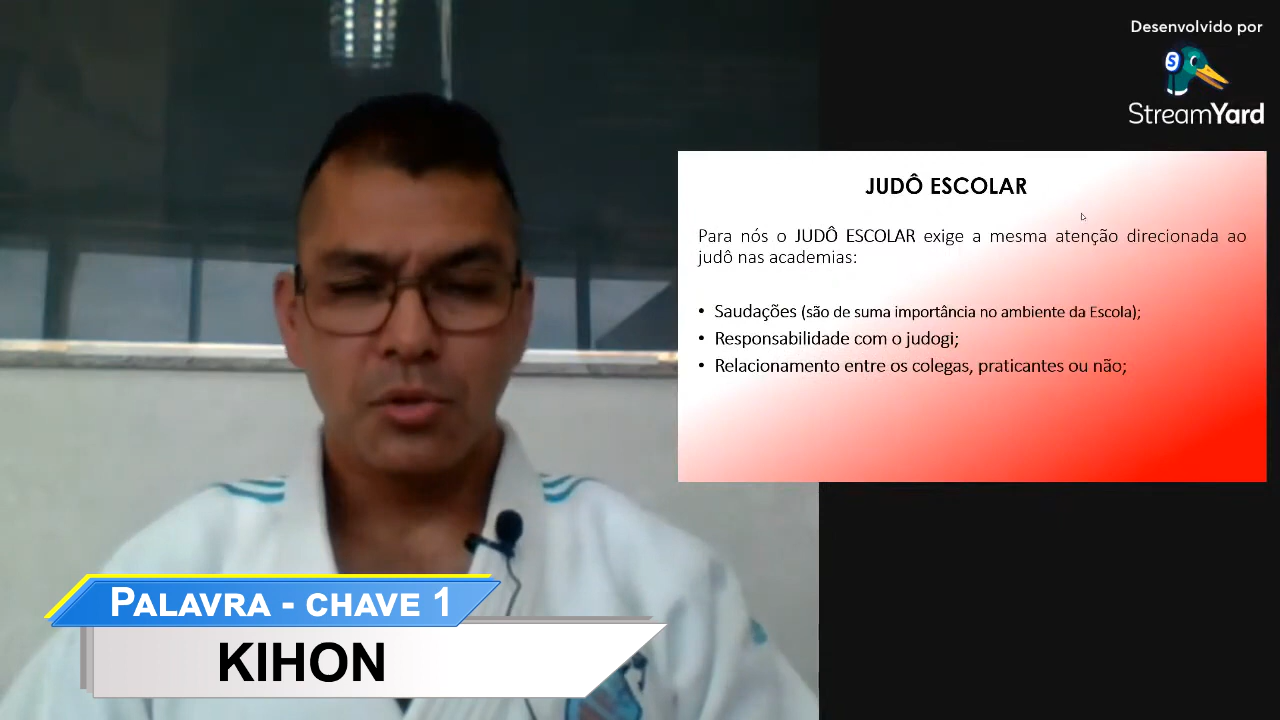 Desenvolvido por
S
StreamYard
JUDÔ ESCOLAR
Para nós o JUDÔ ESCOLAR exige a mesma atenção direcionada ao
judô nas academias:
• Saudações (são de suma importância no ambiente da Escola);
• Responsabilidade com o judogi;
• Relacionamento entre os colegas, praticantes ou não;
PALAVRA - CHAVE 1
KIHON